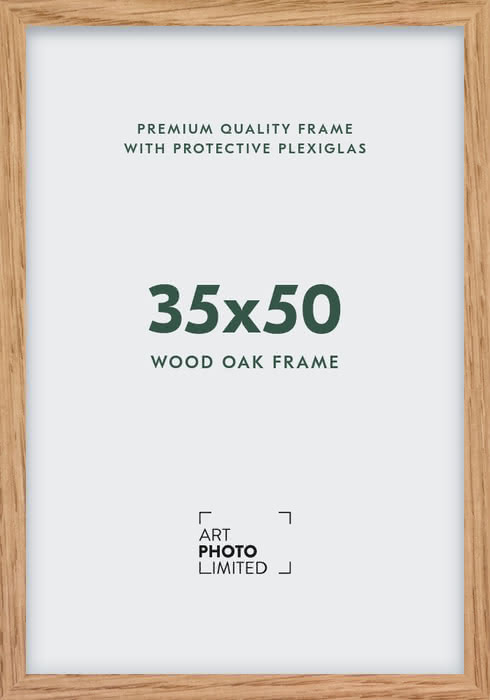 PREMIUM QUALITY FRAME
WITH PROTECTIVE PLEXIGLAS
35x50
WOOD OAK FRAME
ART
PHOTO
LIMITED